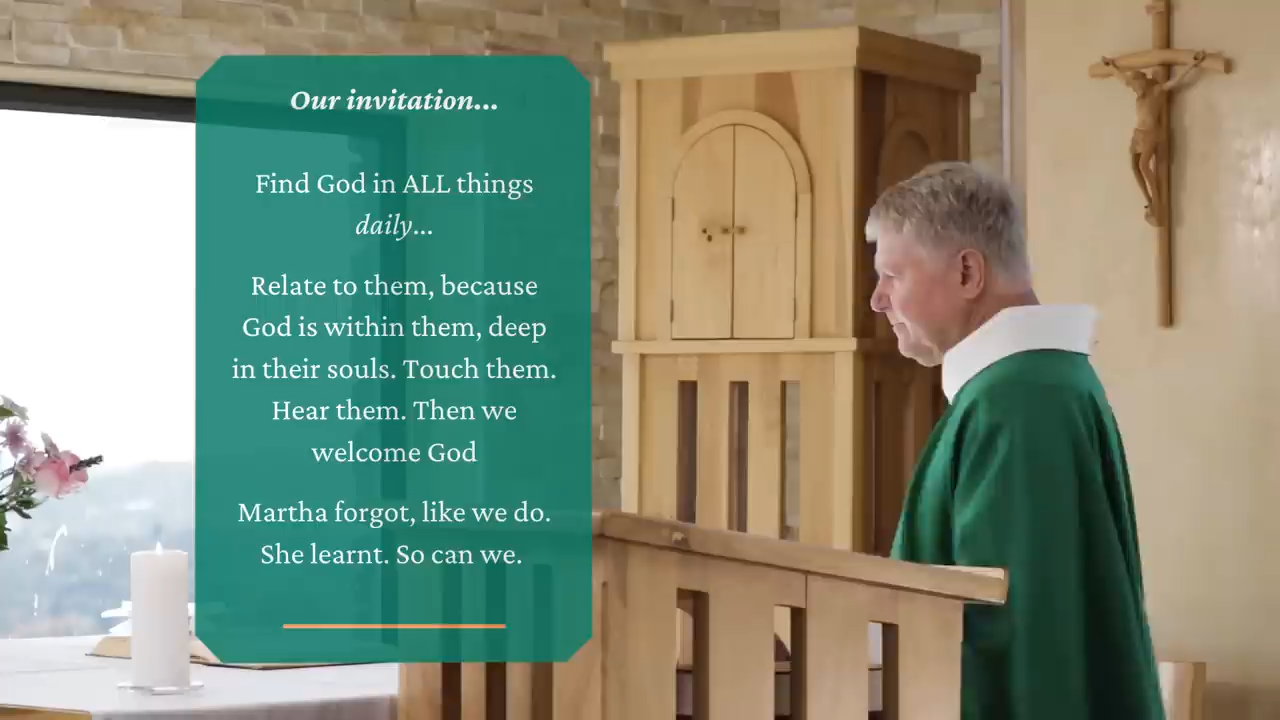 Our invitation...
Find God in ALL things
daily...
Relate to them, because
God is within them, deep
in their souls. Touch them.
Hear them. Then we
welcome God
Martha forgot, like we do.
She learnt. So can we.